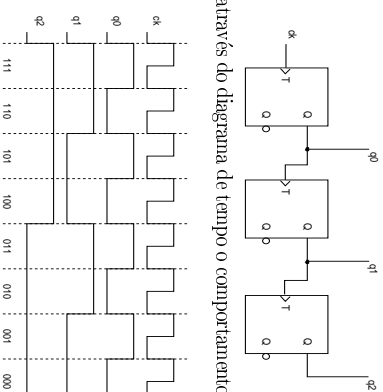 q0 q1 q2
Q Q Q
ck
T T T
Q Q Q
através do diagrama de tempo o comportamento
ck
q0
q1
q2
111 110 101 100 011 010 001 000